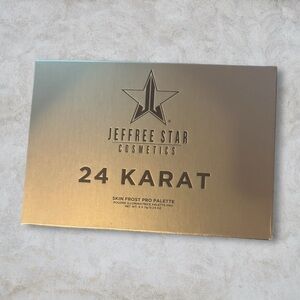 JEFFREE STAR
COSMETICS
24 KARAT
SKIN FROST PRO PALETTE